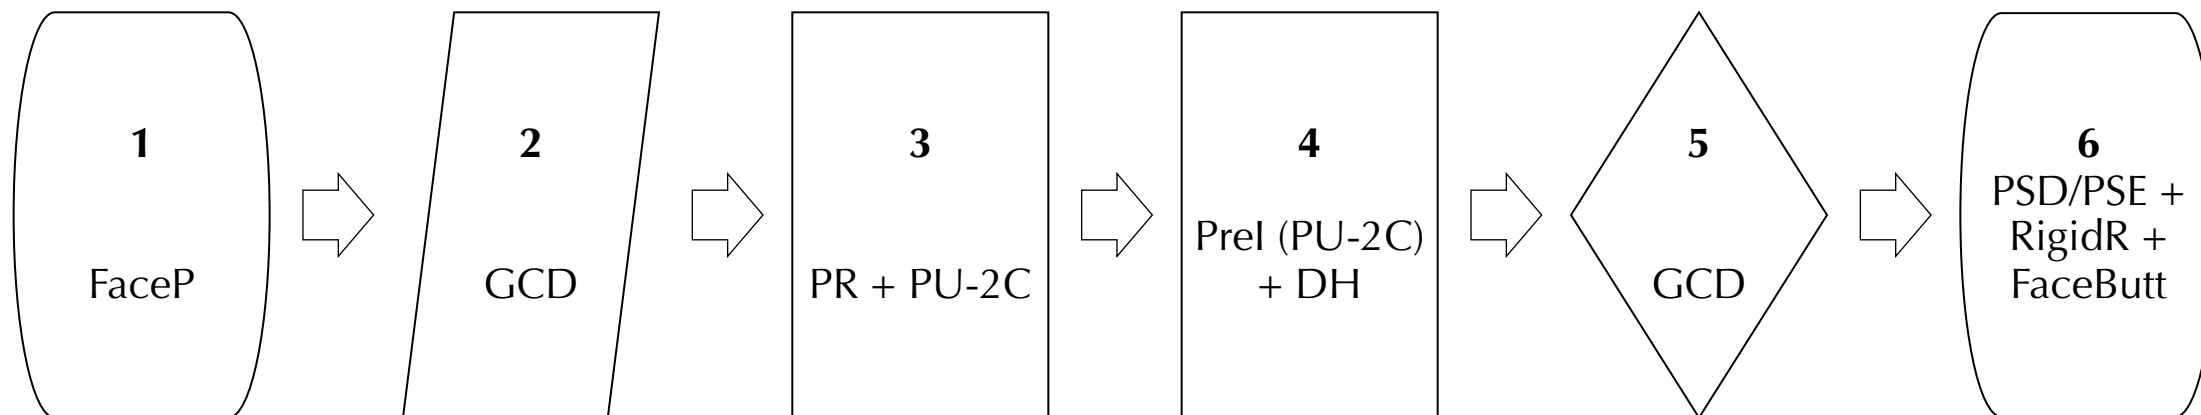 1
FaceP
2
GCD
3
PR + PU-2C
4
PreI (PU-2C)
+ DH
5
GCD
6
PSD/PSE +
RigidR +
FaceButt